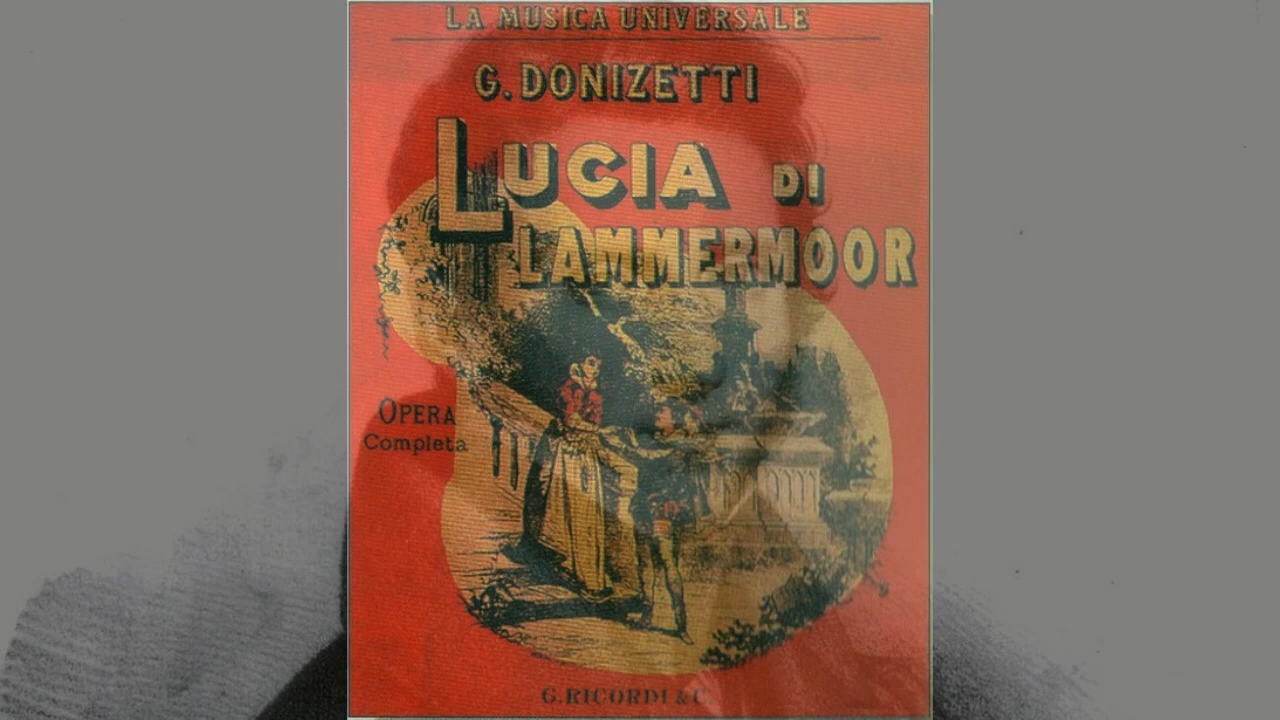 LA MUSICA UNIVERSALE
G. DONIZETTI
LUCIA DI
LAMMERMOOR
OPERA
Completa
G. RICORDI & C.